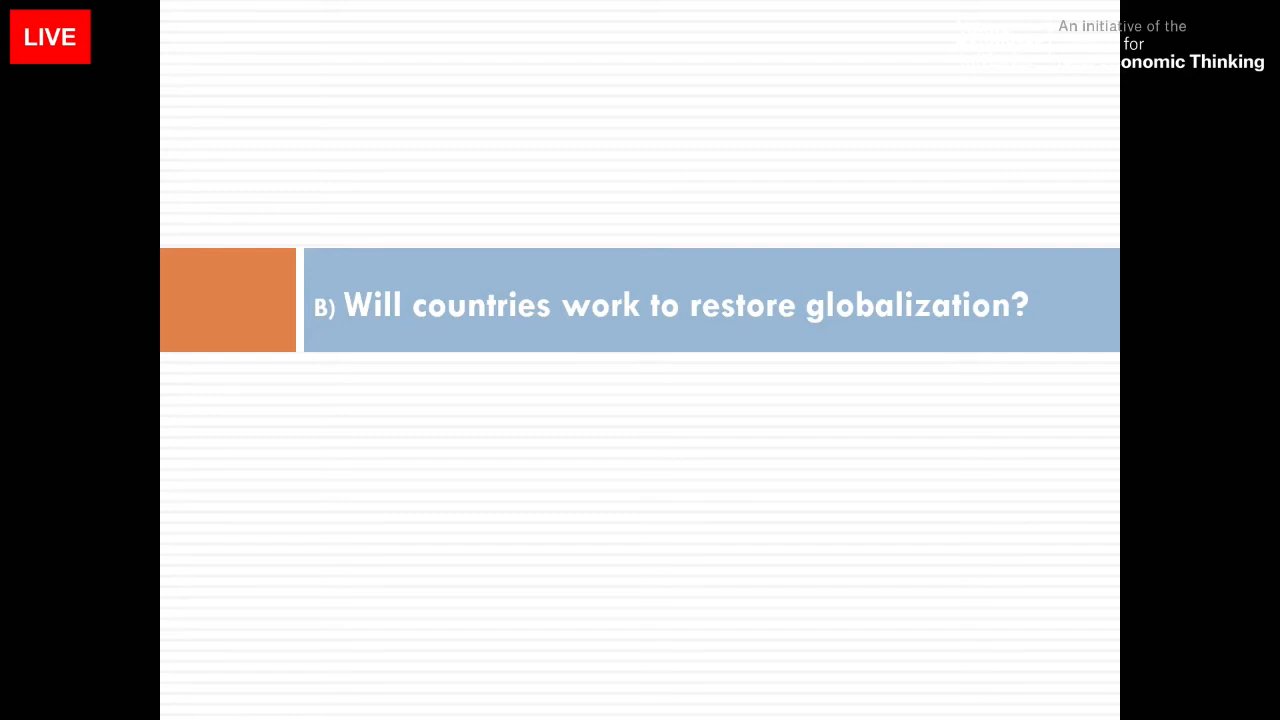 LIVE
An initiative of the
for
onomic Thinking
B) Will countries work to restore globalization?